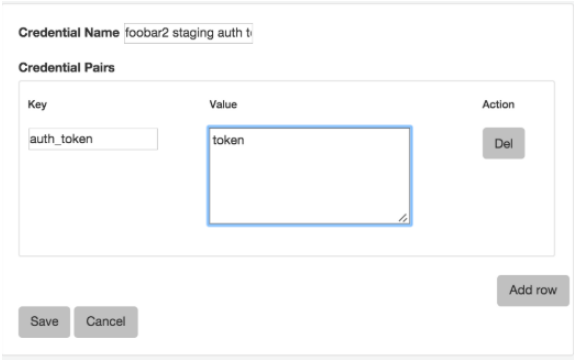 Credential Name foobar2 staging auth t
Credential Pairs
Key Value Action
auth_token token Del
Add row
Save Cancel